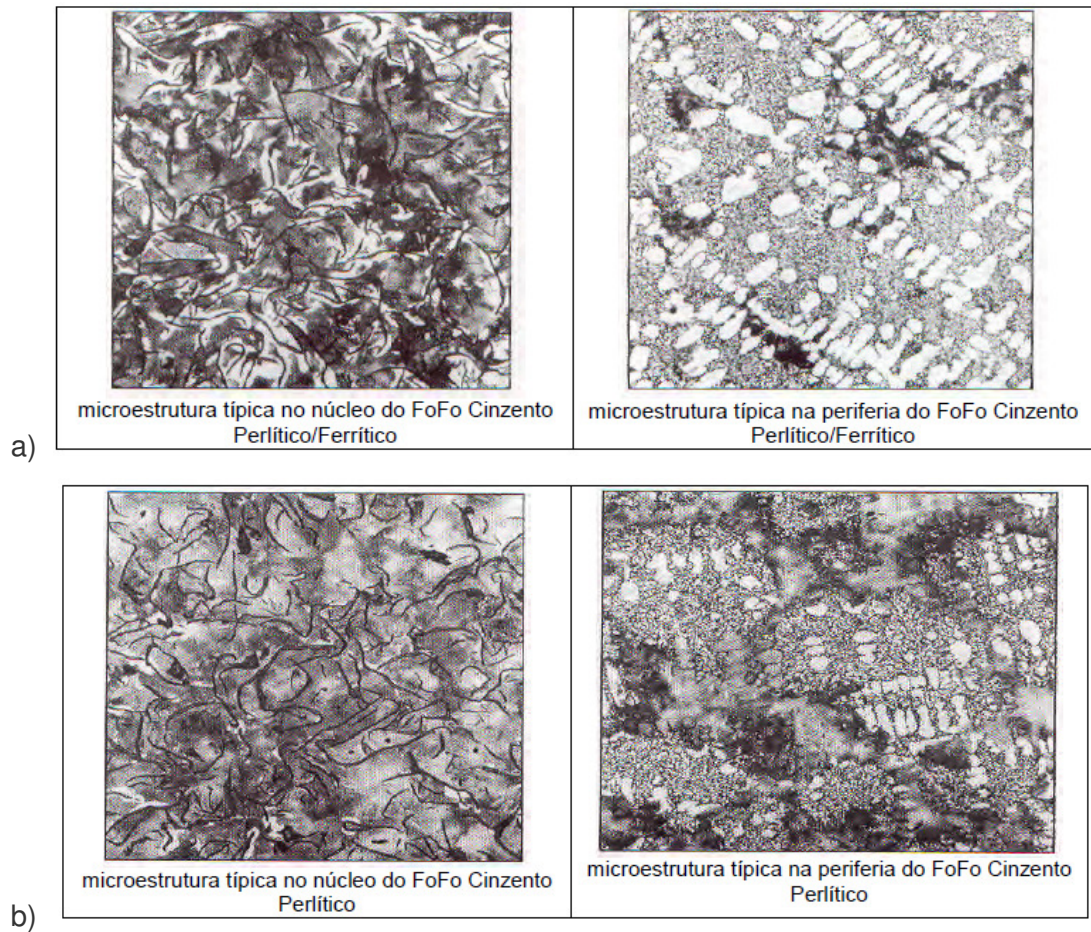 microestrutura típica no núcleo do FoFo Cinzento
Perlítico/Ferrítico
microestrutura típica na periferia do FoFo Cinzento
Perlítico/Ferrítico
a)
microestrutura típica no núcleo do FoFo Cinzento
Perlítico
microestrutura típica na periferia do FoFo Cinzento
Perlítico
b)